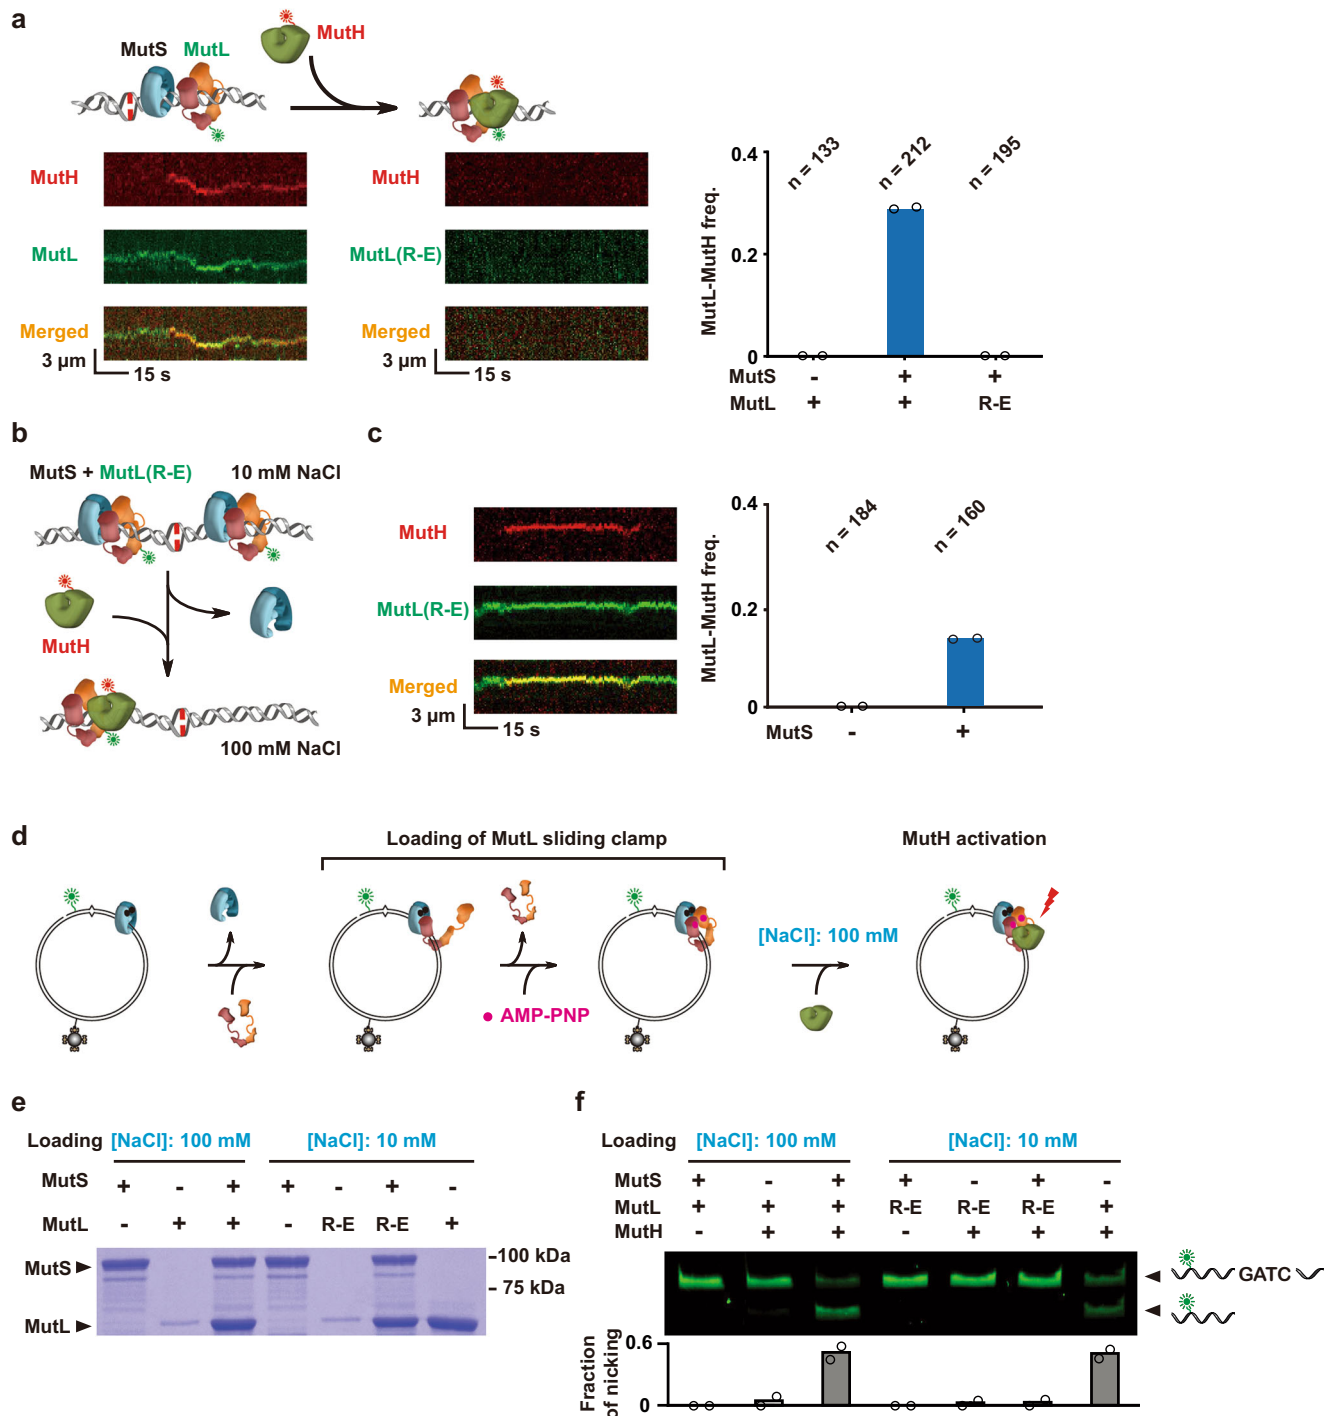 a
MutH
MutS MutL
MutH
MutL
Merged
3 µm
15 s
MutH
MutL(R-E)
Merged
3 µm
15 s
MutL-MutH freq.
0.4
0.2
0
n = 133
n = 212
n = 195
MutS - + +
MutL + + R-E
b
MutS + MutL(R-E) 10 mM NaCl
MutH
100 mM NaCl
c
MutH
MutL(R-E)
Merged
3 µm
15 s
MutL-MutH freq.
0.4
0.2
0
n = 184
n = 160
MutS - +
d
Loading of MutL sliding clamp
MutH activation
[NaCl]: 100 mM
• AMP-PNP
e
Loading [NaCl]: 100 mM [NaCl]: 10 mM
MutS + - + + - + -
MutL - + + - R-E R-E +
MutS
MutL
-100 kDa
- 75 kDa
f
Loading [NaCl]: 100 mM [NaCl]: 10 mM
MutS + - + + - + -
MutL + + + R-E R-E R-E +
MutH - + + - + + +
GATC
Fraction
of nicking
0.6
0